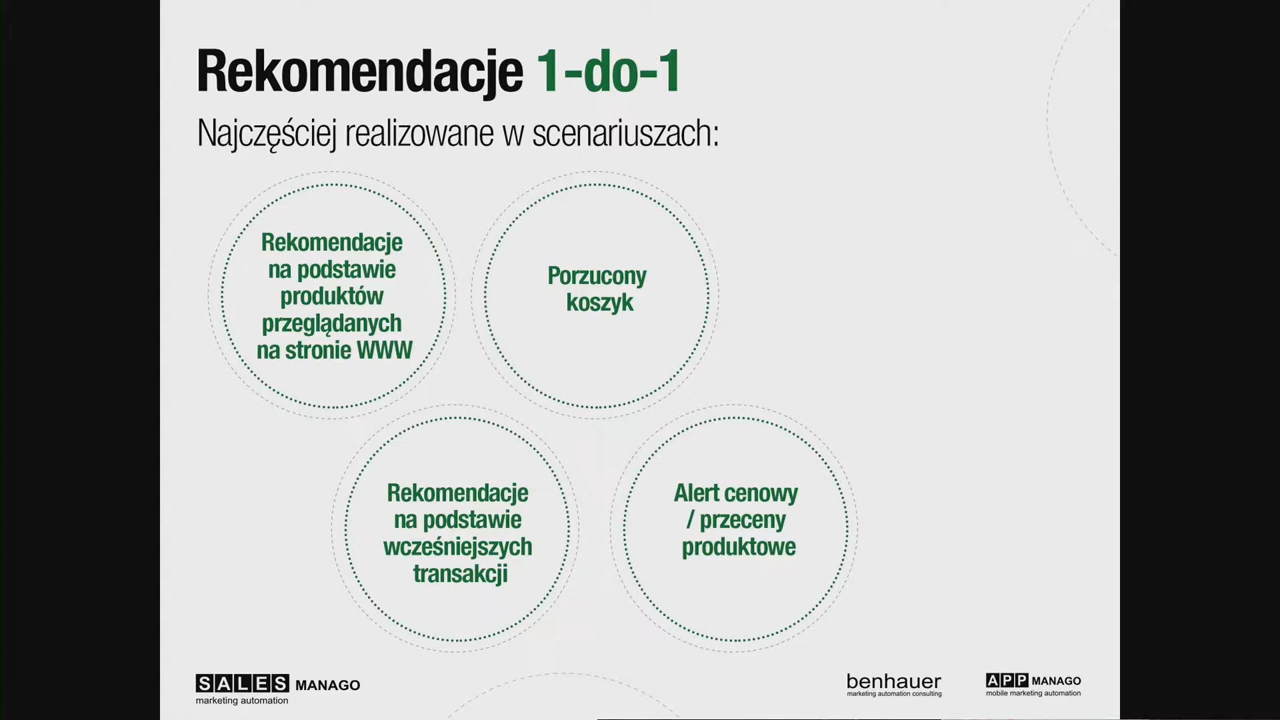 Rekomendacje 1-do-1
Najczęściej realizowane w scenariuszach:
Rekomendacje
na podstawie
produktów
przeglądanych
na stronie WWW
Porzucony
koszyk
Rekomendacje
na podstawie
wcześniejszych
transakcji
Alert cenowy
/ przeceny
produktowe
SALES MANAGO
marketing automation
benhauer
marketing automation consulting
APP MANAGO
mobile marketing automation